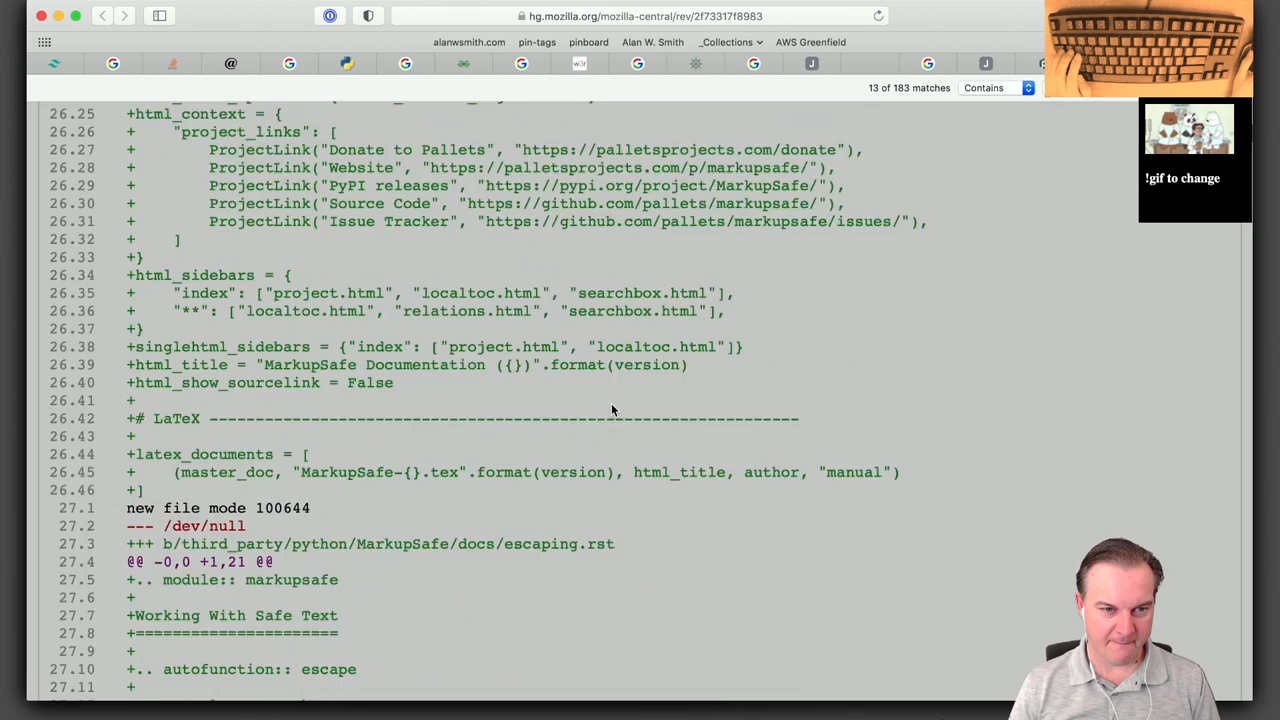 hg.mozilla.org/mozilla-central/rev/2f73317f8983
alanwsmith.com pin-tags pinboard Alan W. Smith _Collections AWS Greenfield
13 of 183 matches Contains
!gif to change
26.25 +html_context = {
26.26 + "project_links": [
26.27 + ProjectLink("Donate to Pallets", "https://palletsprojects.com/donate"),
26.28 + ProjectLink("Website", "https://palletsprojects.com/p/markupsafe/"),
26.29 + ProjectLink("PyPI releases", "https://pypi.org/project/MarkupSafe/"),
26.30 + ProjectLink("Source Code", "https://github.com/pallets/markupsafe/"),
26.31 + ProjectLink("Issue Tracker", "https://github.com/pallets/markupsafe/issues/"),
26.32 + ]
26.33 +}
26.34 +html_sidebars = {
26.35 + "index": ["project.html", "localtoc.html", "searchbox.html"],
26.36 + "**": ["localtoc.html", "relations.html", "searchbox.html"],
26.37 +}
26.38 +singlehtml_sidebars = {"index": ["project.html", "localtoc.html"]}
26.39 +html_title = "MarkupSafe Documentation ({})".format(version)
26.40 +html_show_sourcelink = False
26.41 +
26.42 +# LaTeX ----------------------------------------------------------------
26.43 +
26.44 +latex_documents = [
26.45 + (master_doc, "MarkupSafe-{}.tex".format(version), html_title, author, "manual")
26.46 +]
27.1 new file mode 100644
27.2 --- /dev/null
27.3 +++ b/third_party/python/MarkupSafe/docs/escaping.rst
27.4 @@ -0,0 +1,21 @@
27.5 +.. module:: markupsafe
27.6 +
27.7 +Working With Safe Text
27.8 +======================
27.9 +
27.10 +.. autofunction:: escape
27.11 +